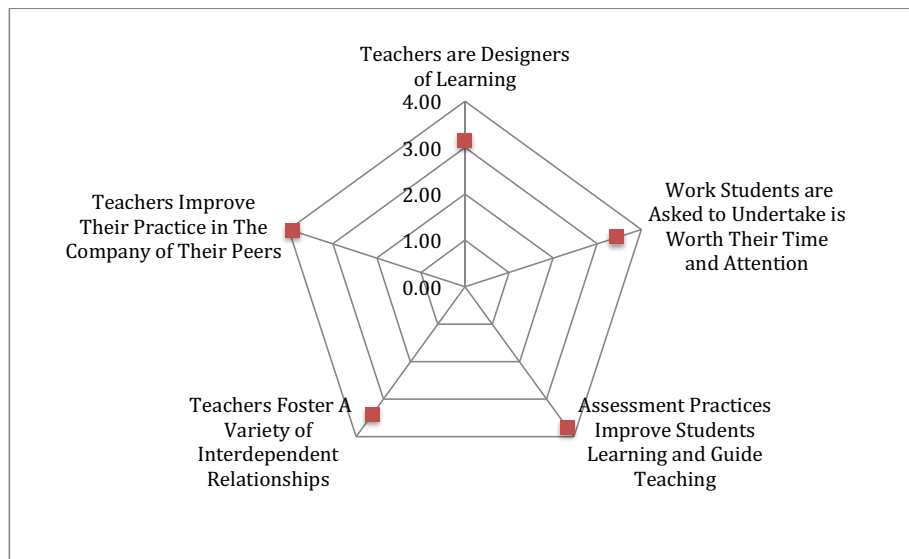 Teachers are Designers
of Learning
4.00
3.00
2.00
1.00
0.00
Work Students are
Asked to Undertake is
Worth Their Time
and Attention
Assessment Practices
Improve Students
Learning and Guide
Teaching
Teachers Foster A
Variety of
Interdependent
Relationships
Teachers Improve
Their Practice in The
Company of Their Peers